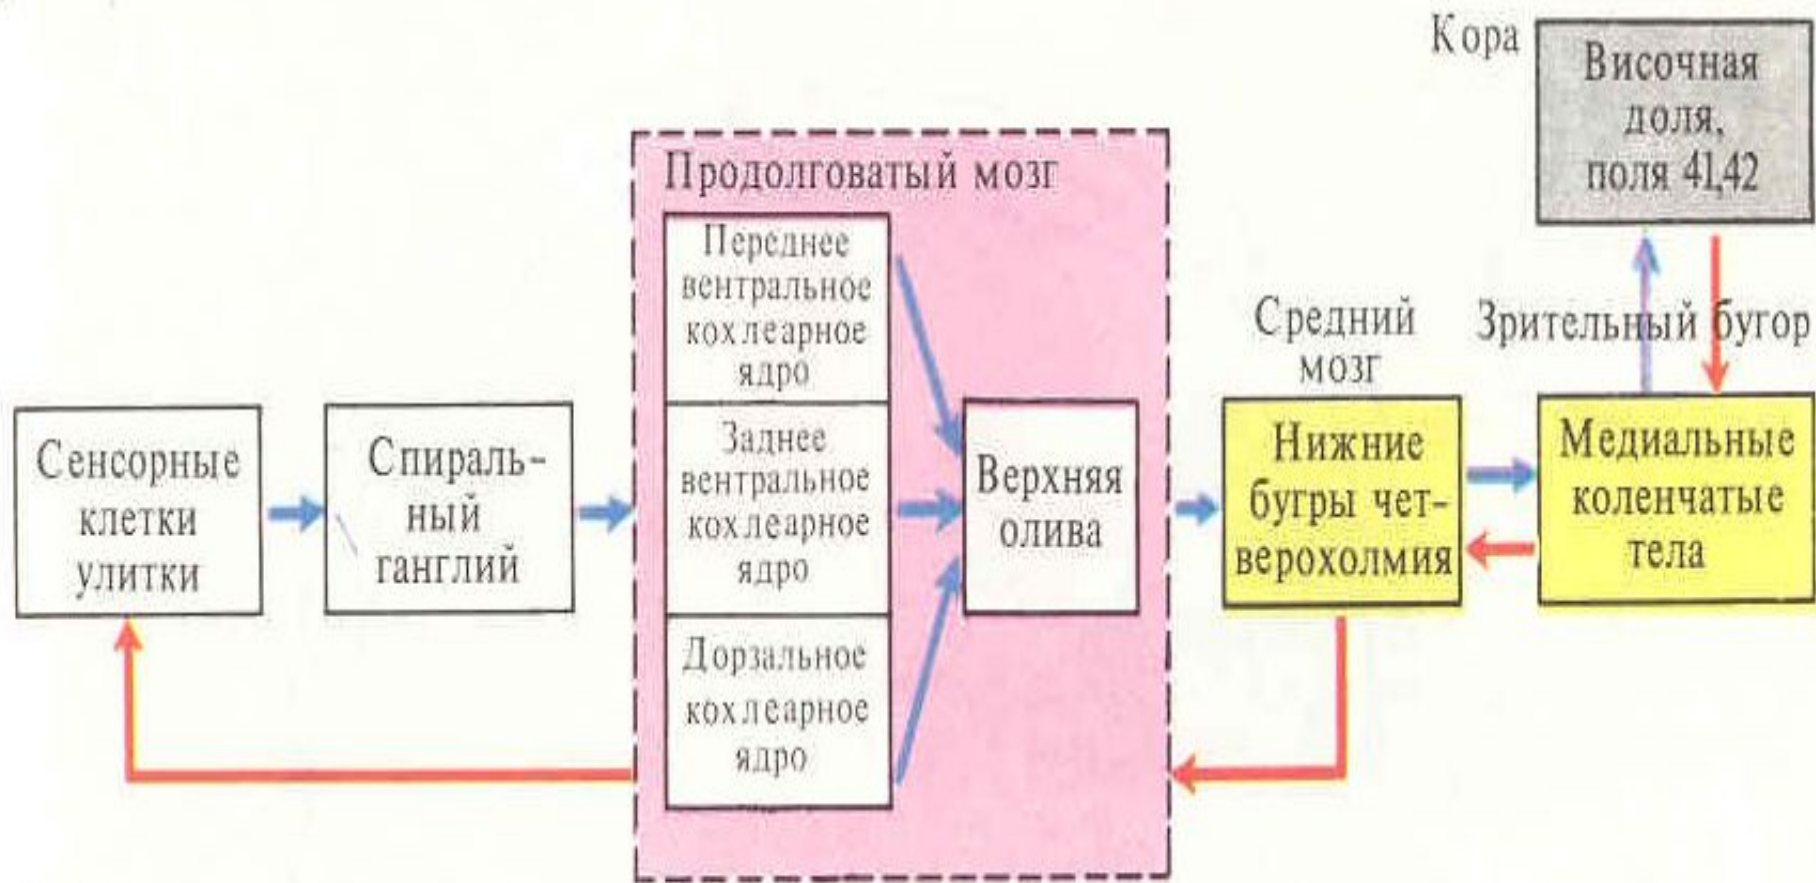 Кора
Височная
доля,
поля 41,42
Продолговатый мозг
Переднее
вентральное
кохлеарное
ядро
Заднее
вентральное
кохлеарное
ядро
Дорзальное
кохлеарное
ядро
Верхняя
олива
Сенсорные
клетки
улитки
Спираль-
ный
ганглий
Средний
мозг
Нижние
бугры чет-
верохолмия
Зрительный бугор
Медиальные
коленчатые
тела